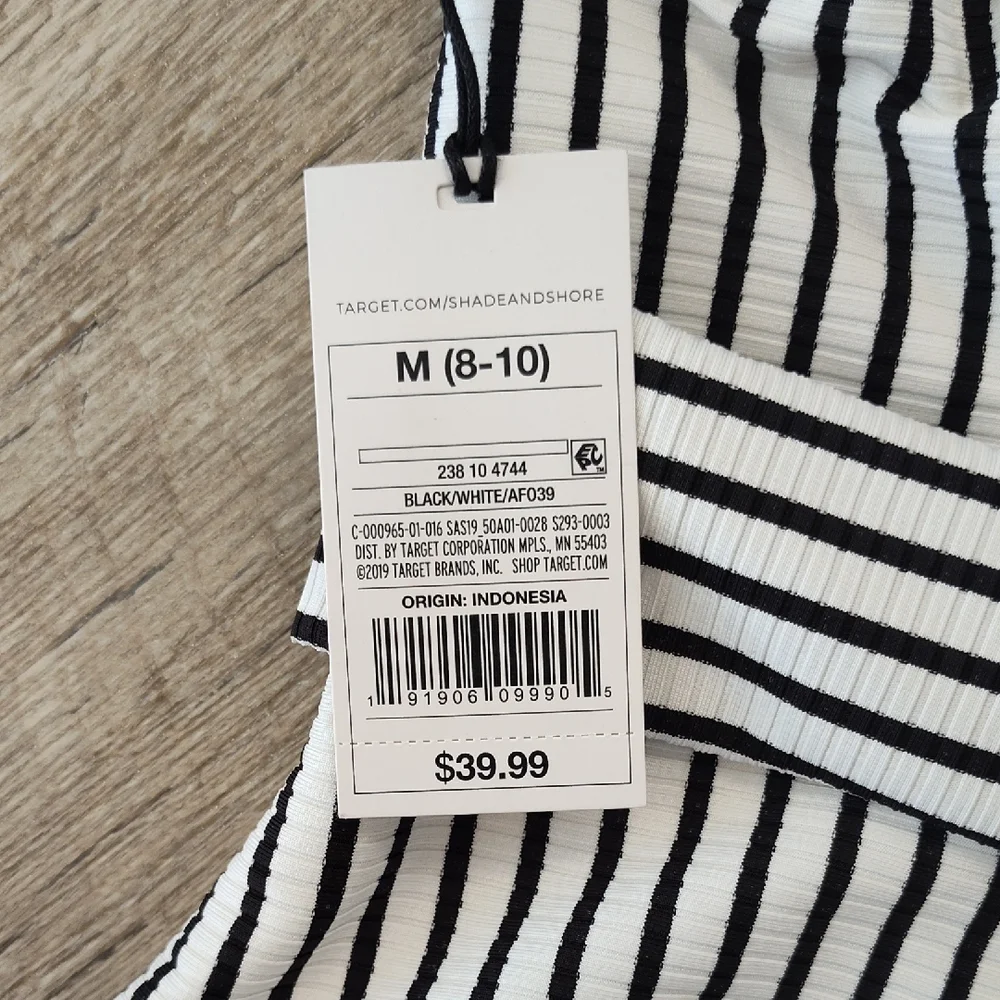 TARGET.COM/SHADEANDSHORE
M (8-10)
EPC™
238 10 4744
BLACK/WHITE/AF039
C-000965-01-016 SAS19_50A01-0028 S293-0003
DIST. BY TARGET CORPORATION MPLS., MN 55403
©2019 TARGET BRANDS, INC. SHOP TARGET.COM
ORIGIN: INDONESIA
1 91906 09990 5
$39.99